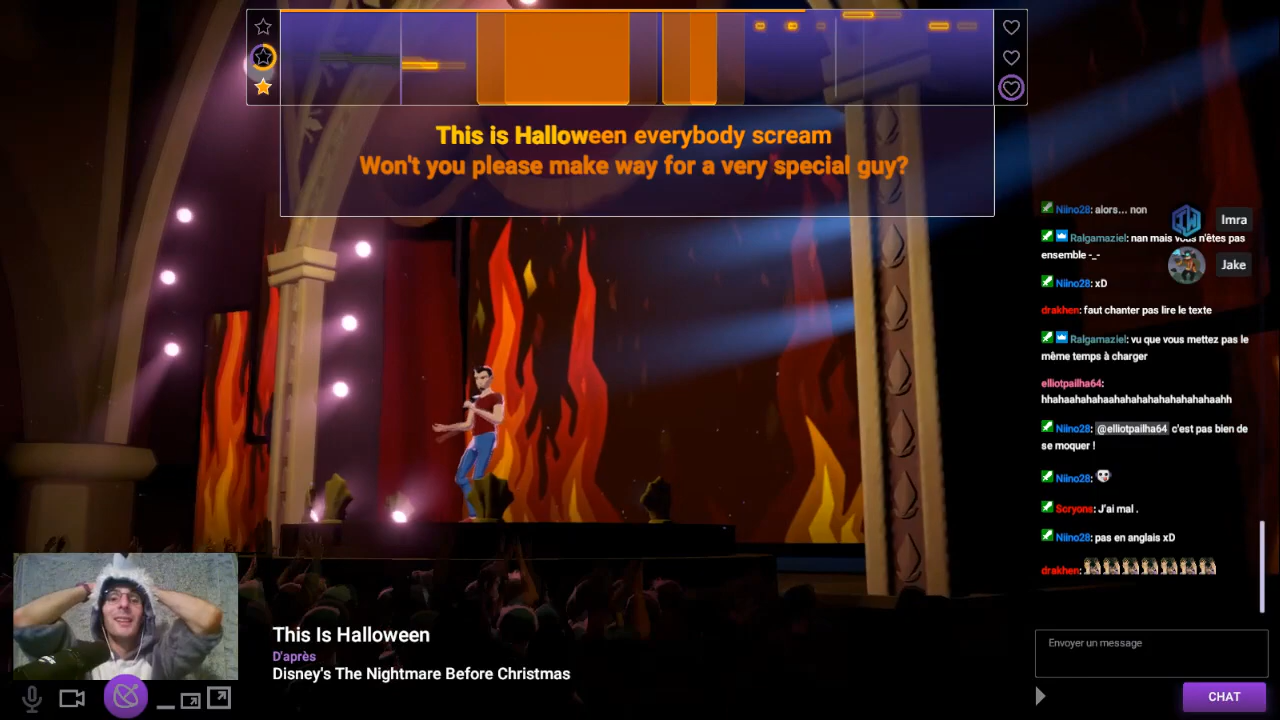 This is Halloween everybody scream
Won't you please make way for a very special guy?
Niino28: alors... non
Imra
Ralgamaziel: nan mais vous n'êtes pas
ensemble -_-
Jake
Niino28: xD
drakhen: faut chanter pas lire le texte
Ralgamaziel: vu que vous mettez pas le
même temps à charger
elliotpailha64:
hhahaahahahaahahahahahahahahaahh
Niino28: @elliotpailha64 c'est pas bien de
se moquer !
Niino28:
Scryons: J'ai mal .
Niino28: pas en anglais xD
drakhen:
This Is Halloween
D'après
Disney's The Nightmare Before Christmas
Envoyer un message
CHAT